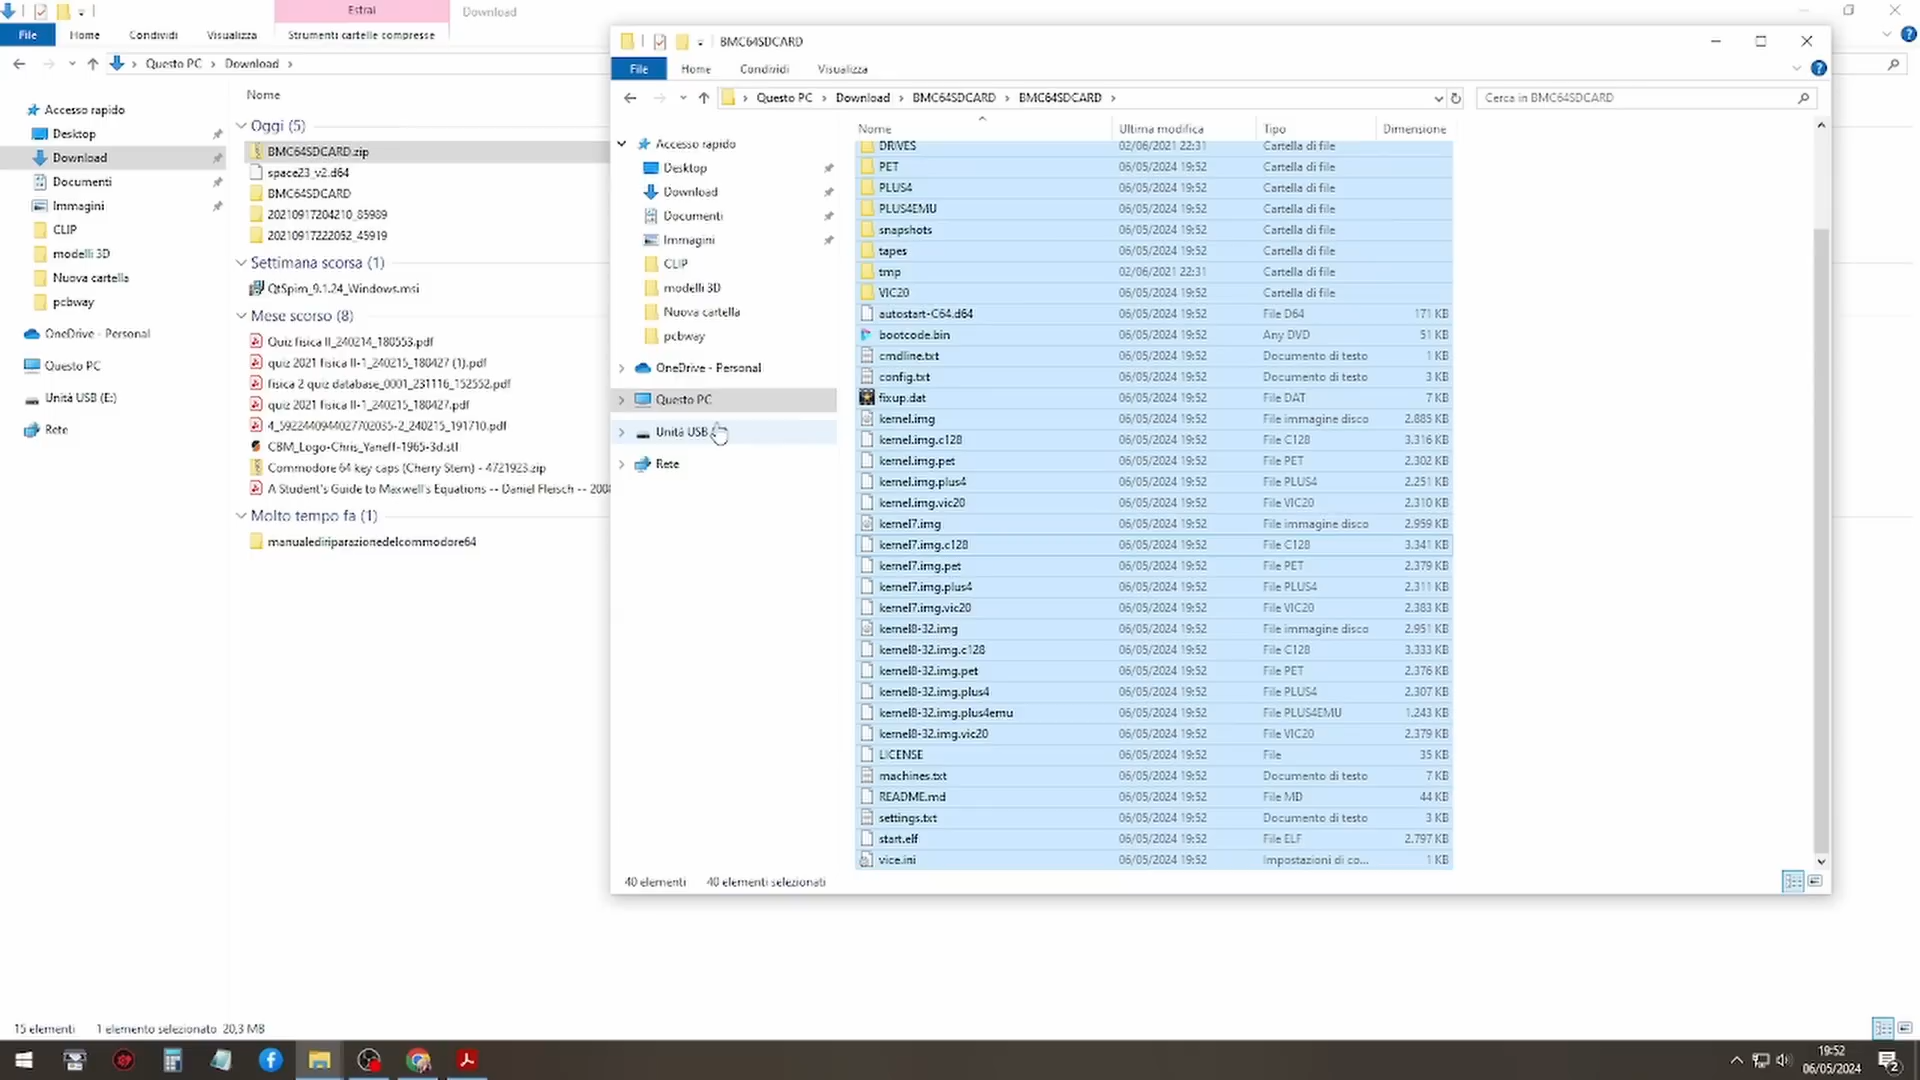 Estrai
Download
File
Home
Condividi
Visualizza
Strumenti cartelle compresse
Questo PC
Download
Accesso rapido
Desktop
Download
Documenti
Immagini
CLIP
modelli 3D
Nuova cartella
pcbway
OneDrive - Personal
Questo PC
Unità USB (E:)
Rete
Nome
Oggi (5)
BMC64SDCARD.zip
space23_v2.d64
BMC64SDCARD
20210917204210_85989
20210917222052_45919
Settimana scorsa (1)
QtSpim_9.1.24_Windows.msi
Mese scorso (8)
Quiz fisica II_240214_180553.pdf
quiz 2021 fisica II-1_240215_180427 (1).pdf
fisica 2 quiz database_0001_231116_152552.pdf
quiz 2021 fisica II-1_240215_180427.pdf
4_5922440944027702035-2_240215_191710.pdf
CBM_Logo-Chris_Yaneff-1965-3d.stl
Commodore 64 key caps (Cherry Stem) - 4721923.zip
A Student's Guide to Maxwell's Equations -- Daniel Fleisch -- 200
Molto tempo fa (1)
manualediriparazionedelcommodore64
15 elementi 1 elemento selezionato 20,3 MB
BMC64SDCARD
File
Home
Condividi
Visualizza
Questo PC
Download
BMC64SDCARD
BMC64SDCARD
Cerca in BMC64SDCARD
Accesso rapido
Desktop
Download
Documenti
Immagini
CLIP
modelli 3D
Nuova cartella
pcbway
OneDrive - Personal
Questo PC
Unità USB
Rete
Nome Ultima modifica Tipo Dimensione
DRIVES 02/06/2021 22:31 Cartella di file
PET 06/05/2024 19:52 Cartella di file
PLUS4 06/05/2024 19:52 Cartella di file
PLUS4EMU 06/05/2024 19:52 Cartella di file
snapshots 06/05/2024 19:52 Cartella di file
tapes 06/05/2024 19:52 Cartella di file
tmp 02/06/2021 22:31 Cartella di file
VIC20 06/05/2024 19:52 Cartella di file
autostart-C64.d64 06/05/2024 19:52 File D64 171 KB
bootcode.bin 06/05/2024 19:52 Any DVD 51 KB
cmdline.txt 06/05/2024 19:52 Documento di testo 1 KB
config.txt 06/05/2024 19:52 Documento di testo 3 KB
fixup.dat 06/05/2024 19:52 File DAT 7 KB
kernel.img 06/05/2024 19:52 File immagine disco 2.885 KB
kernel.img.c128 06/05/2024 19:52 File C128 3.316 KB
kernel.img.pet 06/05/2024 19:52 File PET 2.302 KB
kernel.img.plus4 06/05/2024 19:52 File PLUS4 2.251 KB
kernel.img.vic20 06/05/2024 19:52 File VIC20 2.310 KB
kernel7.img 06/05/2024 19:52 File immagine disco 2.959 KB
kernel7.img.c128 06/05/2024 19:52 File C128 3.341 KB
kernel7.img.pet 06/05/2024 19:52 File PET 2.379 KB
kernel7.img.plus4 06/05/2024 19:52 File PLUS4 2.311 KB
kernel7.img.vic20 06/05/2024 19:52 File VIC20 2.383 KB
kernel8-32.img 06/05/2024 19:52 File immagine disco 2.951 KB
kernel8-32.img.c128 06/05/2024 19:52 File C128 3.333 KB
kernel8-32.img.pet 06/05/2024 19:52 File PET 2.376 KB
kernel8-32.img.plus4 06/05/2024 19:52 File PLUS4 2.307 KB
kernel8-32.img.plus4emu 06/05/2024 19:52 File PLUS4EMU 1.243 KB
kernel8-32.img.vic20 06/05/2024 19:52 File VIC20 2.379 KB
LICENSE 06/05/2024 19:52 File 35 KB
machines.txt 06/05/2024 19:52 Documento di testo 7 KB
README.md 06/05/2024 19:52 File MD 44 KB
settings.txt 06/05/2024 19:52 Documento di testo 3 KB
start.elf 06/05/2024 19:52 File ELF 2.797 KB
vice.ini 06/05/2024 19:52 Impostazioni di co... 1 KB
40 elementi 40 elementi selezionati
19:52
06/05/2024
2